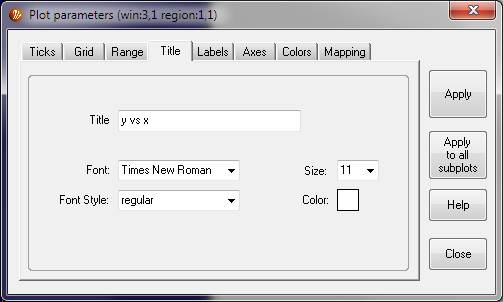 Plot parameters (win:3,1 region:1,1)
Ticks Grid Range Title Labels Axes Colors Mapping
Title y vs x
Font: Times New Roman Size: 11
Font Style: regular Color:
Apply
Apply
to all
subplots
Help
Close